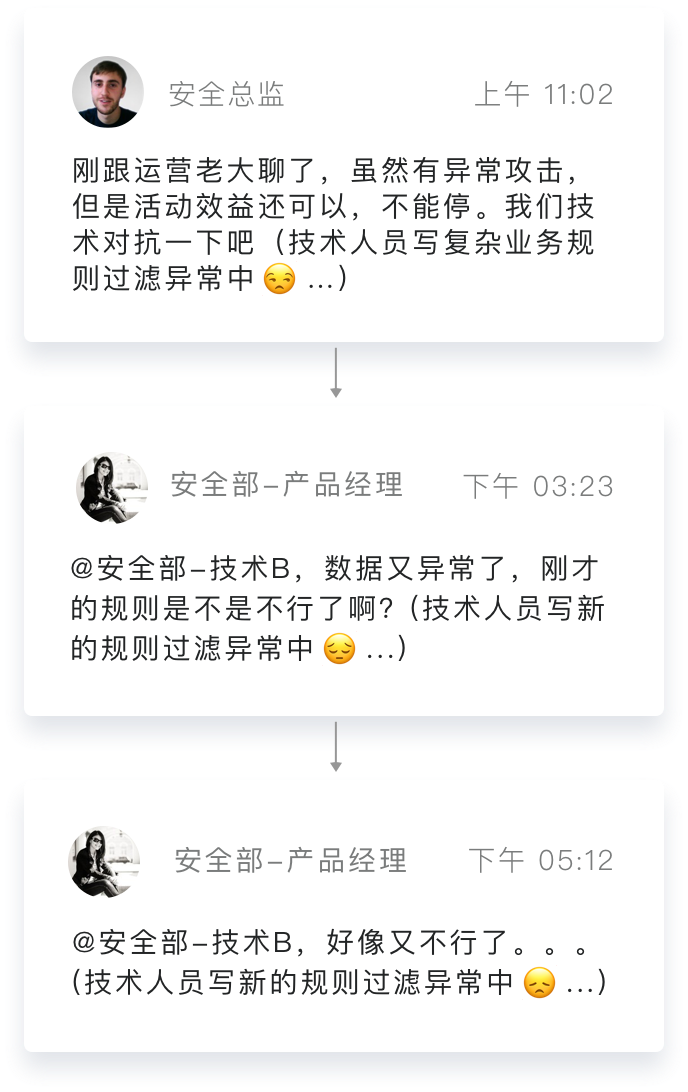 安全总监 上午 11:02
刚跟运营老大聊了，虽然有异常攻击，
但是活动效益还可以，不能停。我们技
术对抗一下吧（技术人员写复杂业务规
则过滤异常中😒 ...）
安全部-产品经理 下午 03:23
@安全部-技术B，数据又异常了，刚才
的规则是不是不行了啊?（技术人员写新
的规则过滤异常中😔 ...）
安全部-产品经理 下午 05:12
@安全部-技术B，好像又不行了。。。
(技术人员写新的规则过滤异常中😞 ...）